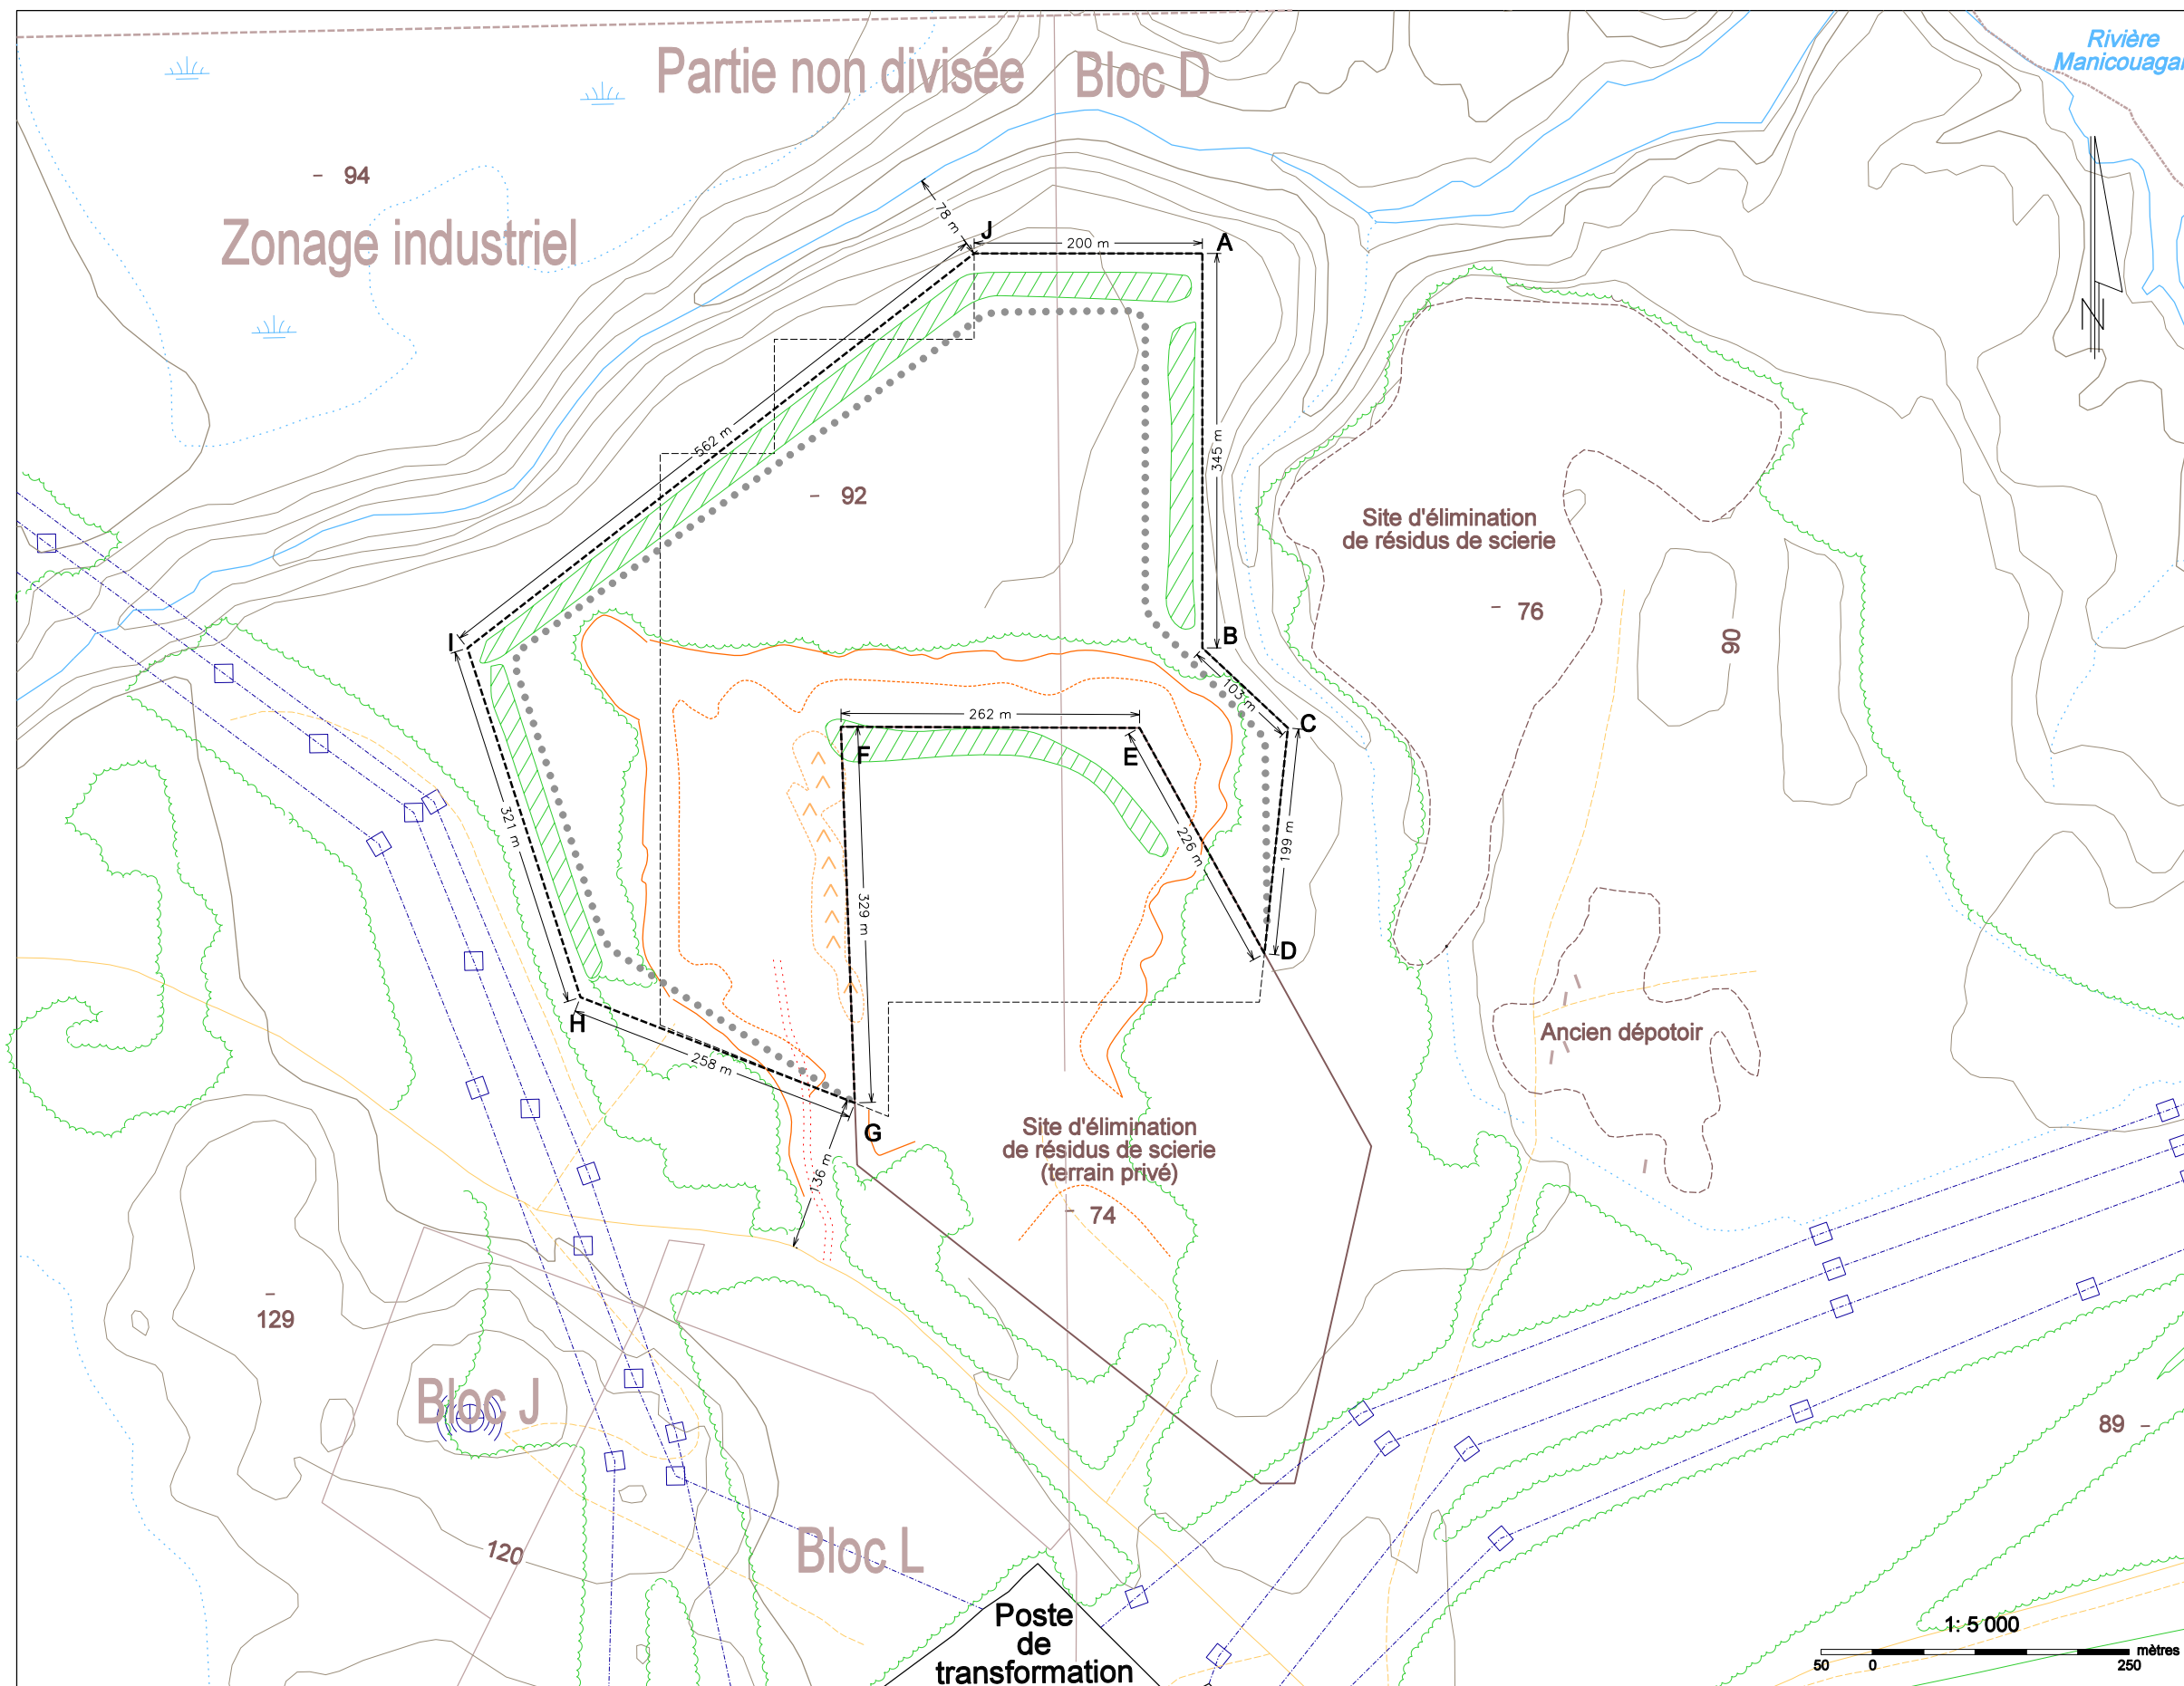 Partie non divisée
Bloc D
Rivière
Manicouagan
94
Zonage industriel
78 m
J
200 m
A
N
562 m
345 m
92
Site d'élimination
de résidus de scierie
76
90
I
B
103 m
262 m
C
F
E
321 m
329 m
226 m
199 m
D
H
258 m
G
Ancien dépotoir
136 m
Site d'élimination
de résidus de scierie
(terrain privé)
74
129
Bloc J
89
120
Bloc L
Poste
de
transformation
1: 5 000
mètres
50 0 250